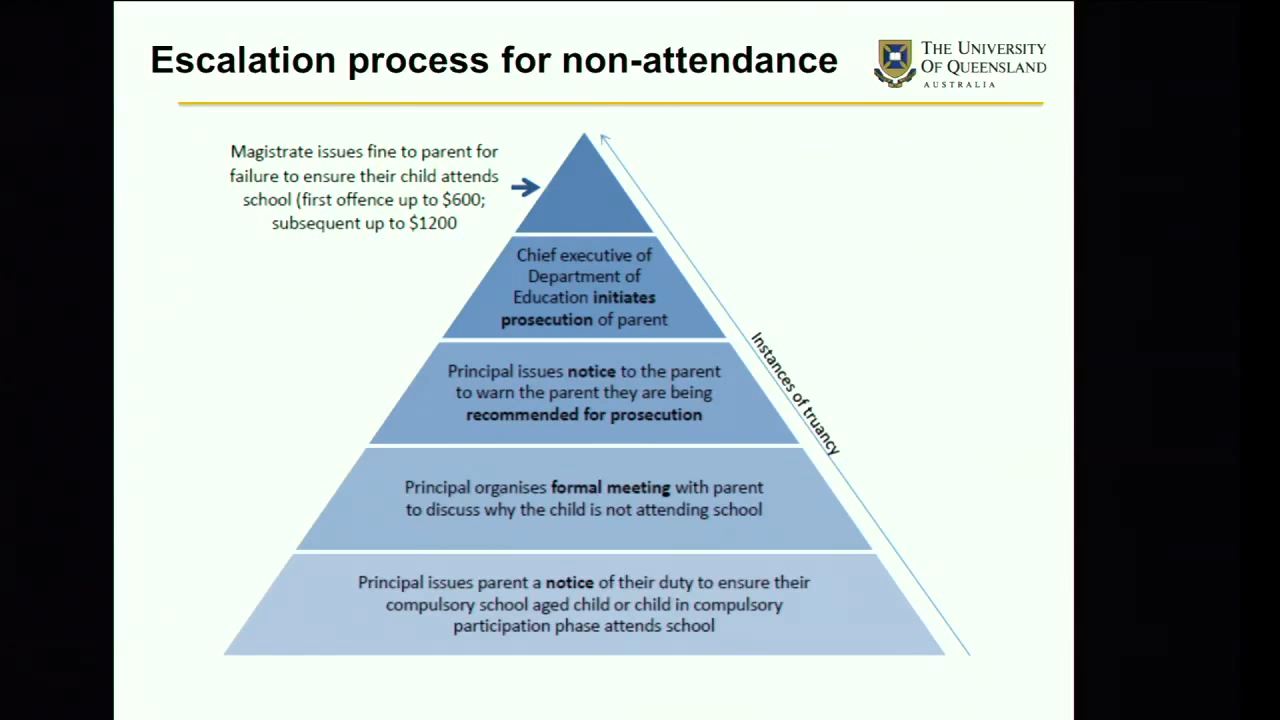 Escalation process for non-attendance
THE UNIVERSITY
OF QUEENSLAND
AUSTRALIA
Magistrate issues fine to parent for
failure to ensure their child attends
school (first offence up to $600;
subsequent up to $1200
Chief executive of
Department of
Education initiates
prosecution of parent
Principal issues notice to the parent
to warn the parent they are being
recommended for prosecution
Instances of truancy
Principal organises formal meeting with parent
to discuss why the child is not attending school
Principal issues parent a notice of their duty to ensure their
compulsory school aged child or child in compulsory
participation phase attends school